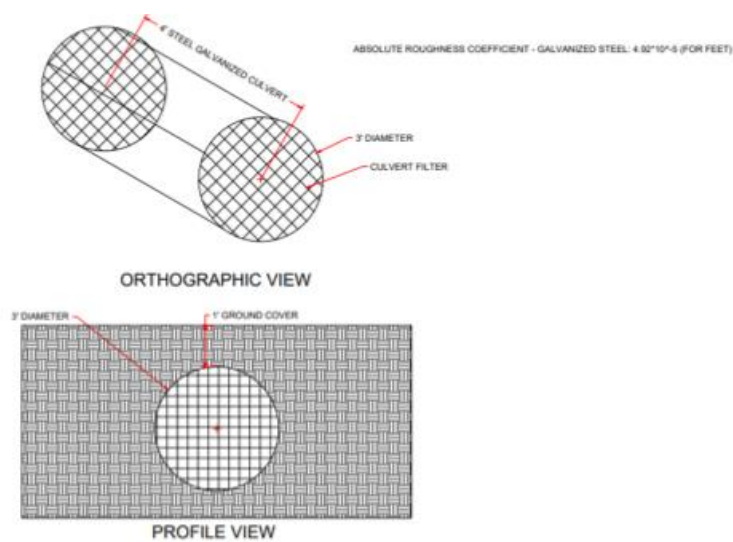 4' STEEL GALVANIZED CULVERT
ABSOLUTE ROUGHNESS COEFFICIENT - GALVANIZED STEEL: 4.92*10^-5 (FOR FEET)
3' DIAMETER
CULVERT FILTER
ORTHOGRAPHIC VIEW
3' DIAMETER
1' GROUND COVER
PROFILE VIEW